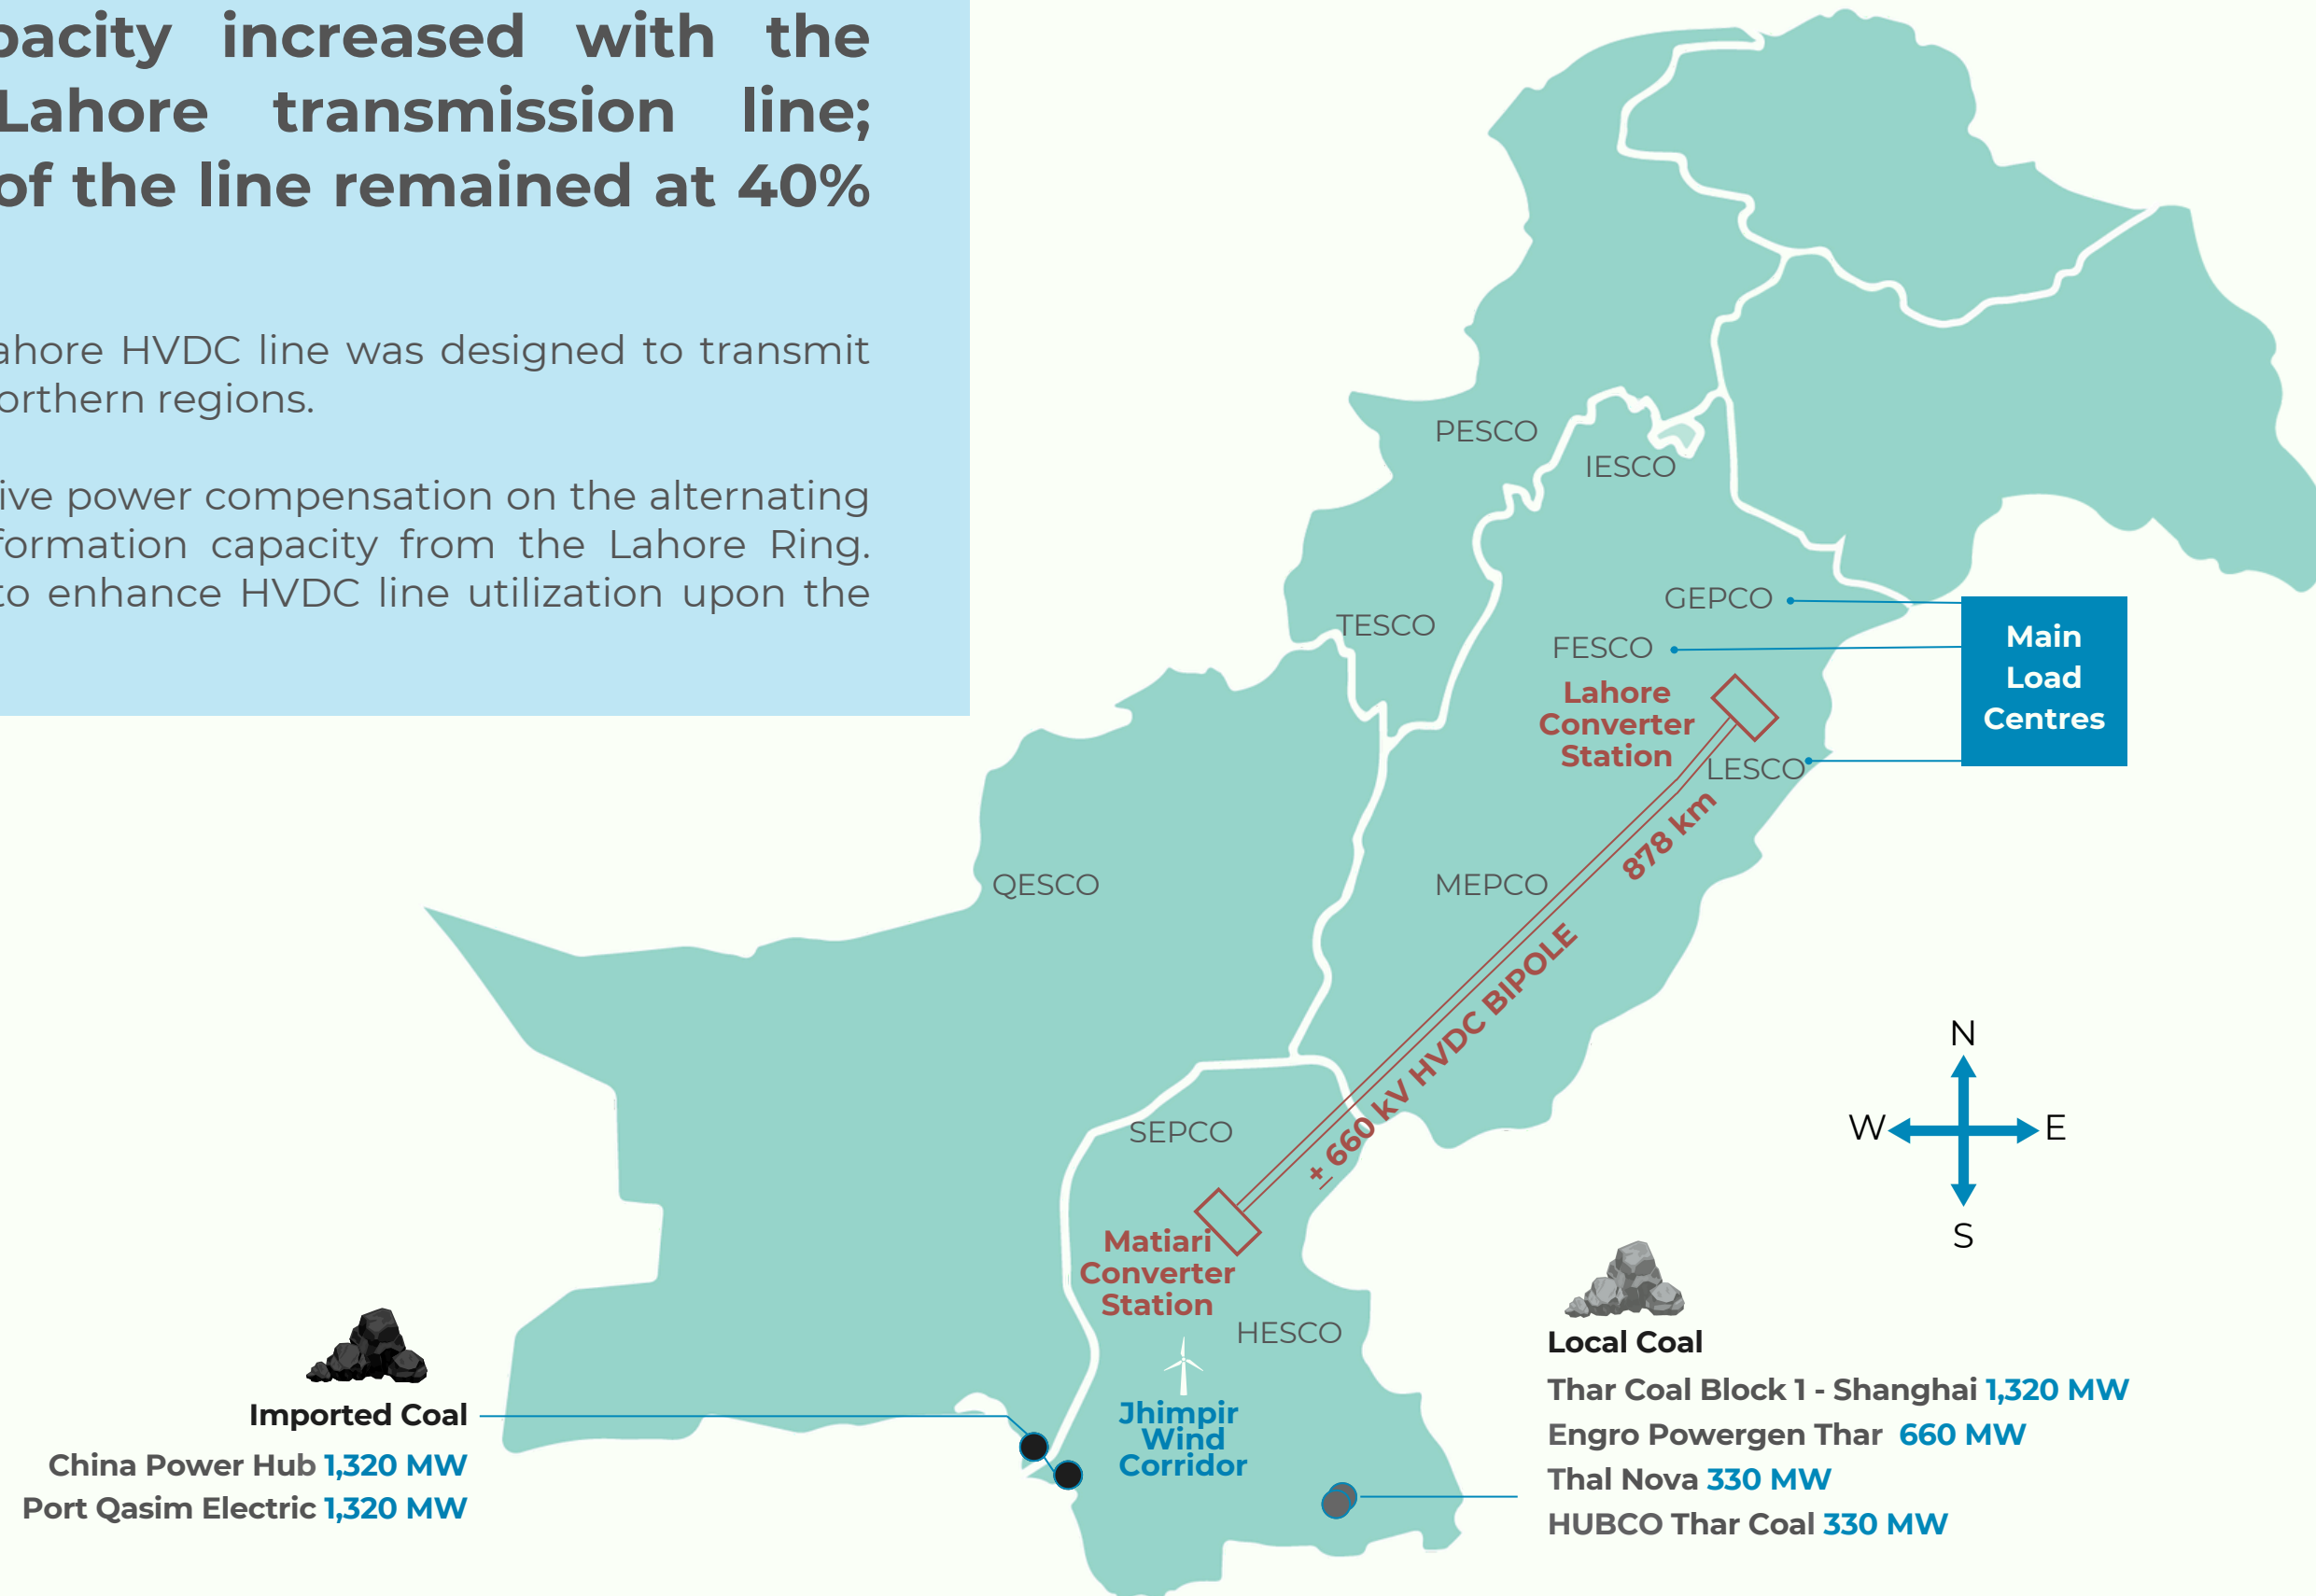 increased with the
Lahore transmission line;
of the line remained at 40%
HVDC line was designed to transmit
regions.
power compensation on the alternating
capacity from the Lahore Ring.
to enhance HVDC line utilization upon the
PESCO
IESCO
GEPCO
TESCO
FESCO
Main
Load
Centres
Lahore
Converter
Station
LESCO
878 km
QESCO
MEPCO
± 660 kV HVDC BIPOLE
N
W
E
S
SEPCO
Matiari
Converter
Station
HESCO
Jhimpir
Wind
Corridor
Imported Coal
China Power Hub 1,320 MW
Port Qasim Electric 1,320 MW
Local Coal
Thar Coal Block 1 - Shanghai 1,320 MW
Engro Powergen Thar 660 MW
Thal Nova 330 MW
HUBCO Thar Coal 330 MW